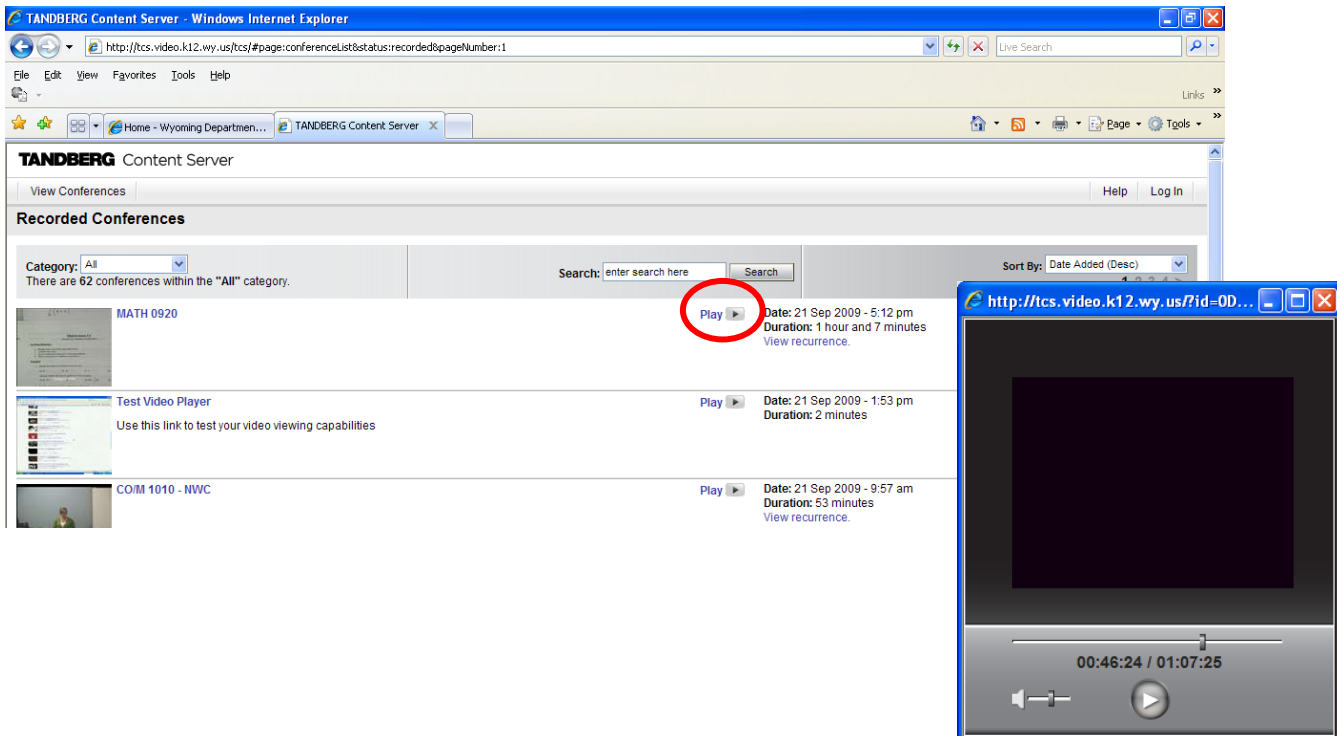 TANDBERG Content Server - Windows Internet Explorer
http://tcs.video.k12.wy.us/tcs/#page:conferenceList&status:recorded&pageNumber:1
Live Search
File Edit View Favorites Tools Help
Links »
Home - Wyoming Departmen...
TANDBERG Content Server X
Page Tools »
TANDBERG Content Server
View Conferences
Help Log In
Recorded Conferences
Category: All
There are 62 conferences within the "All" category.
Search: enter search here Search
Sort By: Date Added (Desc)
MATH 0920
Play
Date: 21 Sep 2009 - 5:12 pm
Duration: 1 hour and 7 minutes
View recurrence.
Test Video Player
Use this link to test your video viewing capabilities
Play
Date: 21 Sep 2009 - 1:53 pm
Duration: 2 minutes
CO/M 1010 - NWC
Play
Date: 21 Sep 2009 - 9:57 am
Duration: 53 minutes
View recurrence.
http://tcs.video.k12.wy.us/?id=0D...
00:46:24 / 01:07:25